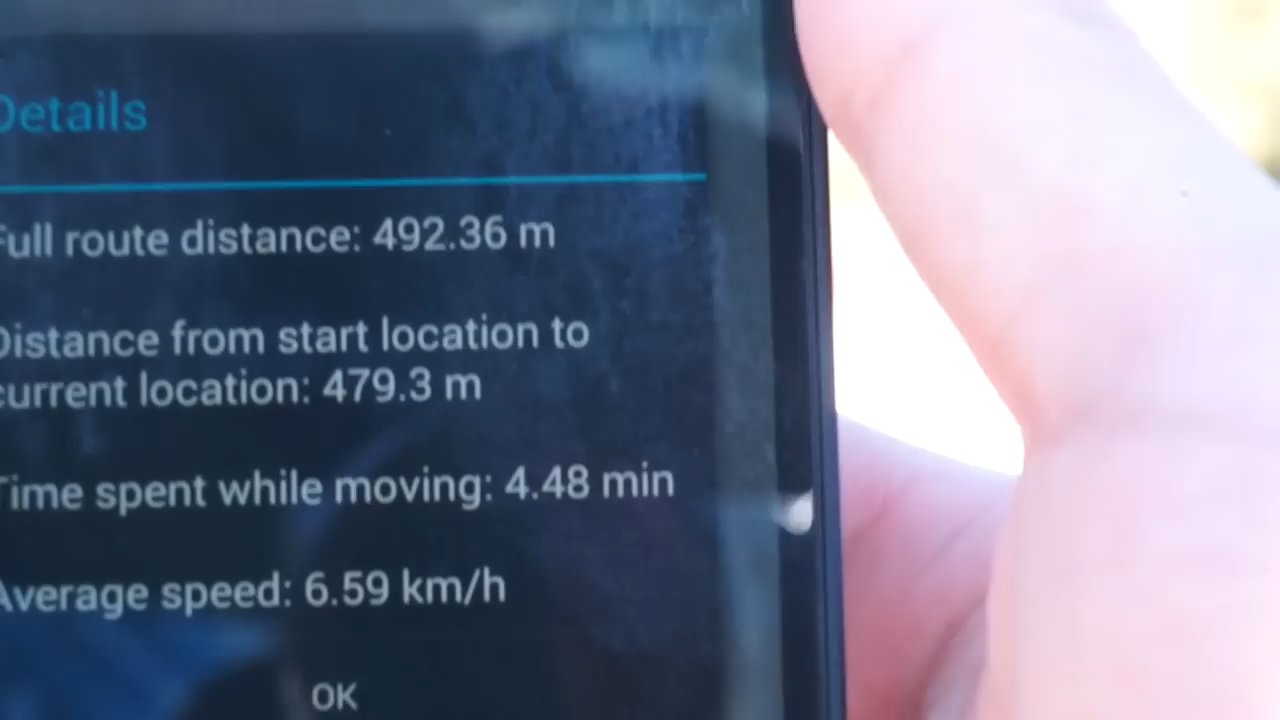 Details
Full route distance: 492.36 m
Distance from start location to
current location: 479.3 m
Time spent while moving: 4.48 min
Average speed: 6.59 km/h
OK